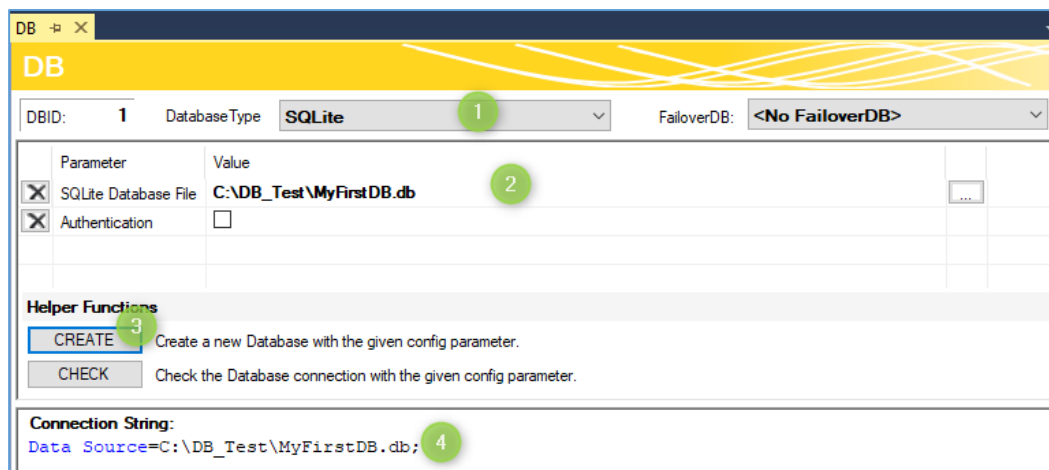 DB
DB
DBID: 1 DatabaseType SQLite 1 FailoverDB: <No FailoverDB>
Parameter Value
SQLite Database File C:\DB_Test\MyFirstDB.db 2 ...
Authentication
Helper Functions
3
CREATE Create a new Database with the given config parameter.
CHECK Check the Database connection with the given config parameter.
Connection String:
Data Source=C:\DB_Test\MyFirstDB.db; 4